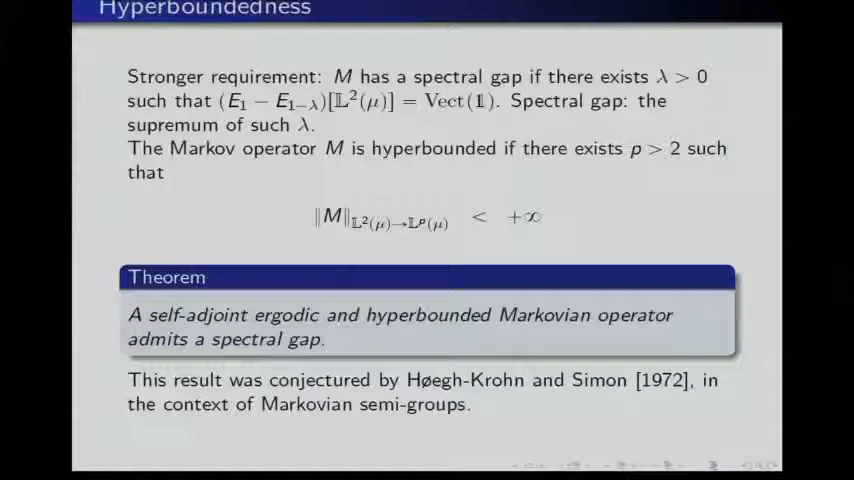 Hyperboundedness
Stronger requirement: M has a spectral gap if there exists λ > 0
such that (E₁ − E₁₋λ)[𝕃²(μ)] = Vect(𝟙). Spectral gap: the
supremum of such λ.
The Markov operator M is hyperbounded if there exists p > 2 such
that
‖M‖𝕃²(μ)→𝕃ᵖ(μ) < +∞
Theorem
A self-adjoint ergodic and hyperbounded Markovian operator
admits a spectral gap.
This result was conjectured by Høegh-Krohn and Simon [1972], in
the context of Markovian semi-groups.